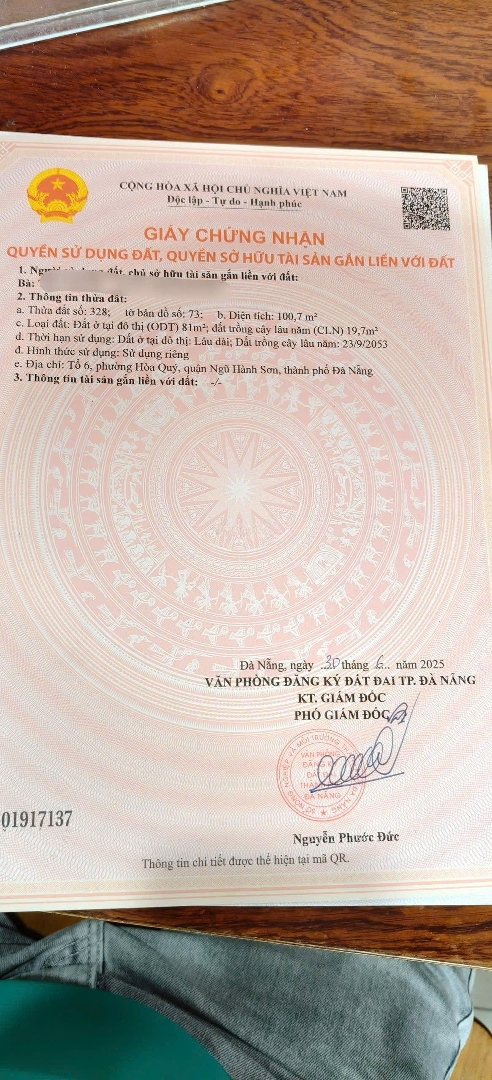 CỘNG HÒA XÃ HỘI CHỦ NGHĨA VIỆT NAM
Độc lập - Tự do - Hạnh phúc
GIẤY CHỨNG NHẬN
QUYỀN SỬ DỤNG ĐẤT, QUYỀN SỞ HỮU TÀI SẢN GẮN LIỀN VỚI ĐẤT
1. Người đất, chủ sở hữu tài sản gắn liền với đất:
Bà:
2. Thông tin thửa đất:
a. Thửa đất số: 328; tờ bản đồ số: 73; b. Diện tích: 100,7 m²
c. Loại đất: Đất ở tại đô thị (ODT) 81m²; đất trồng cây lâu năm (CLN) 19,7m²
d. Thời hạn sử dụng: Đất ở tại đô thị: Lâu dài; Đất trồng cây lâu năm: 23/9/2053
đ. Hình thức sử dụng: Sử dụng riêng
e. Địa chỉ: Tổ 6, phường Hòa Quý, quận Ngũ Hành Sơn, thành phố Đà Nẵng
3. Thông tin tài sản gắn liền với đất: -/-
Đà Nẵng, ngày 30 tháng 6 năm 2025
VĂN PHÒNG ĐĂNG KÝ ĐẤT ĐAI TP. ĐÀ NẴNG
KT. GIÁM ĐỐC
PHÓ GIÁM ĐỐC
VĂN PHÒNG
ĐĂNG KÝ
ĐẤT
ĐÀ NẴNG
Nguyễn Phước Đức
01917137
Thông tin chi tiết được thể hiện tại mã QR.